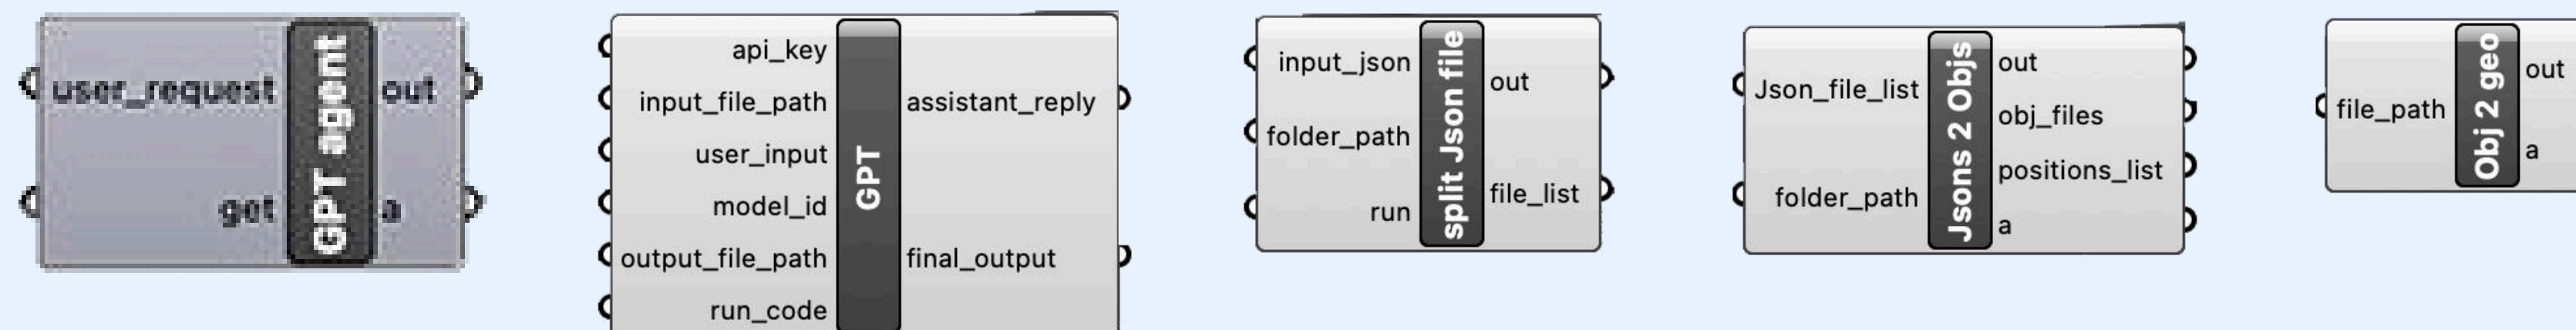 user_request
get
GPT agent
out
a
api_key
input_file_path
user_input
model_id
output_file_path
run_code
GPT
assistant_reply
final_output
input_json
folder_path
run
split Json file
out
file_list
Json_file_list
folder_path
Jsons 2 Objs
out
obj_files
positions_list
a
file_path
Obj 2 geo
out
a